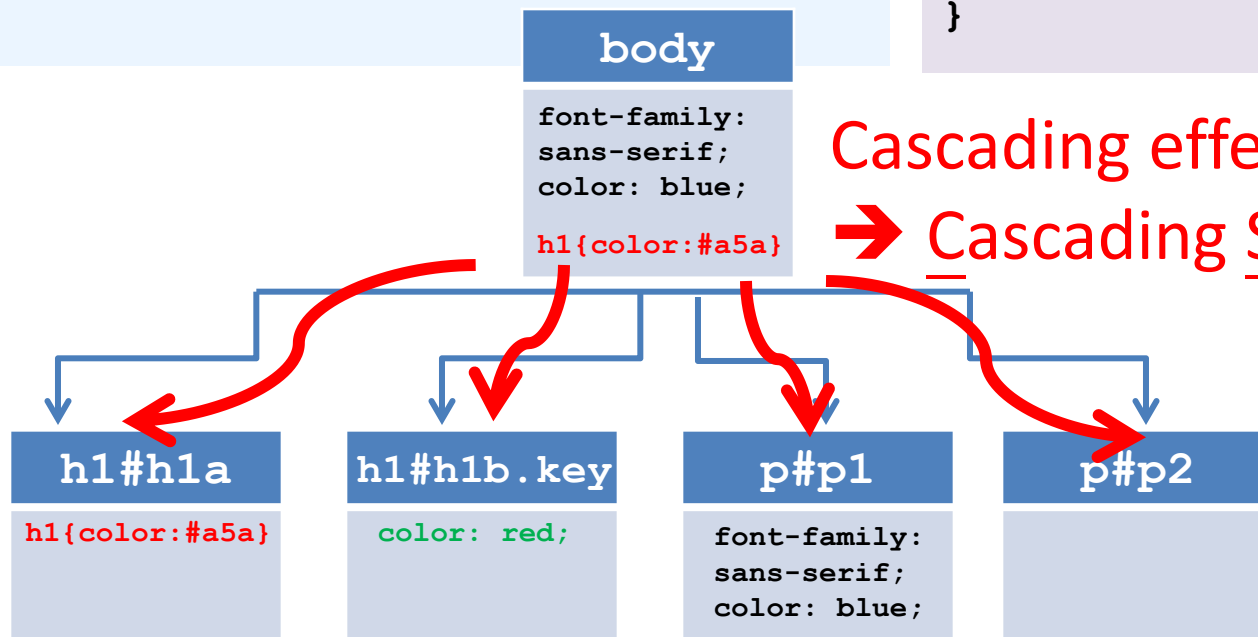 }
body
font-family:
sans-serif;
color: blue;
h1{color:#a5a}
Cascading effe
➔ Cascading S
h1#h1a
h1{color:#a5a}
h1#h1b.key
color: red;
p#p1
font-family:
sans-serif;
color: blue;
p#p2